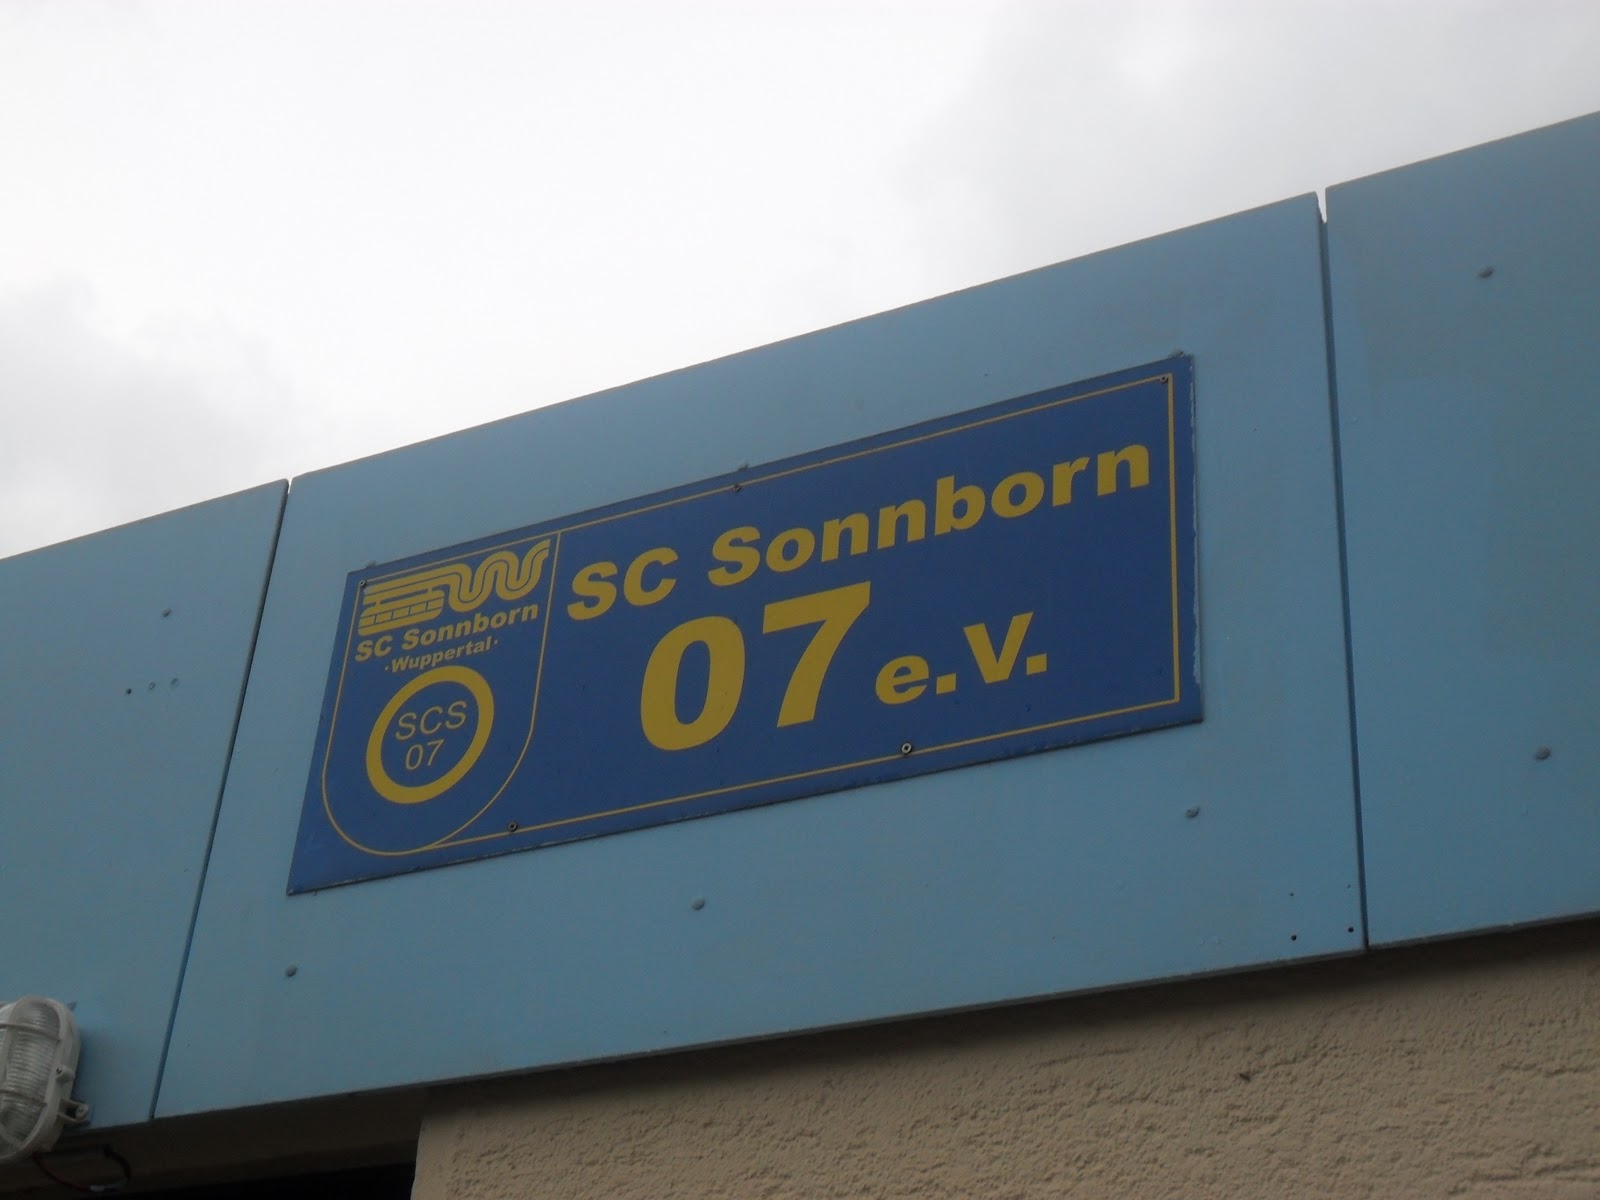 SC Sonnborn
·Wuppertal·
SCS
07
SC Sonnborn
07 e.V.